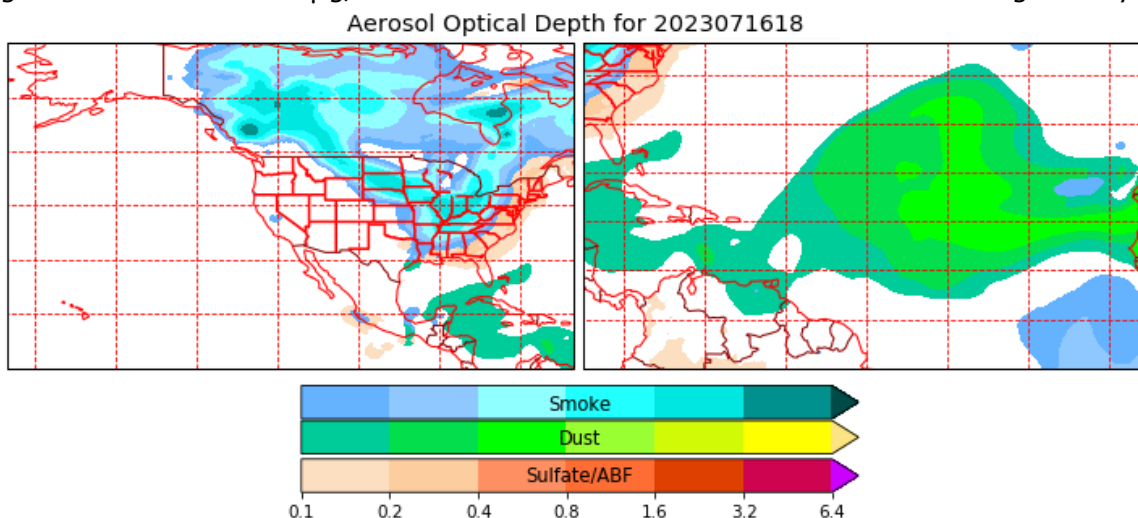 Aerosol Optical Depth for 2023071618
Smoke
Dust
Sulfate/ABF
0.1 0.2 0.4 0.8 1.6 3.2 6.4